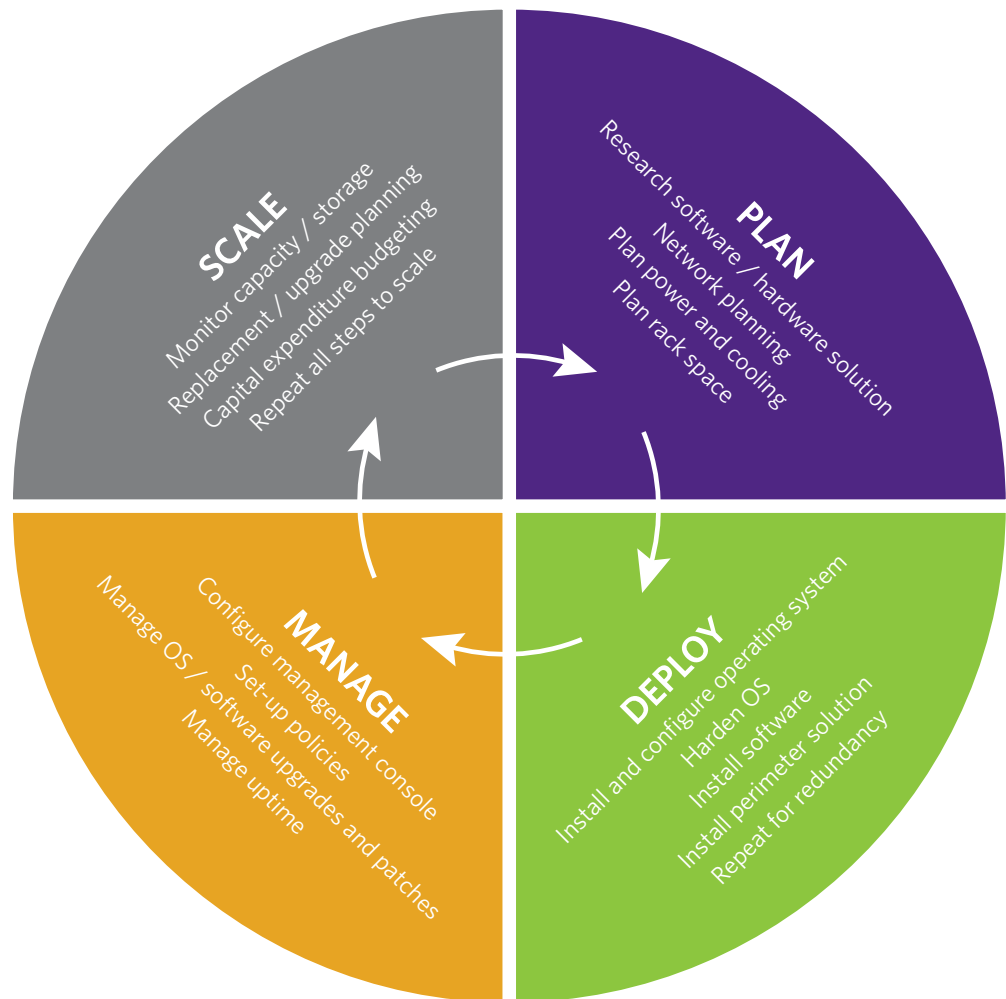 SCALE
Monitor capacity / storage
Replacement / upgrade planning
Capital expenditure budgeting
Repeat all steps to scale
PLAN
Research software / hardware solution
Network planning
Plan power and cooling
Plan rack space
MANAGE
Configure management console
Set-up policies
Manage OS / software upgrades and patches
Manage uptime
DEPLOY
Install and configure operating system
Harden OS
Install software
Install perimeter solution
Repeat for redundancy